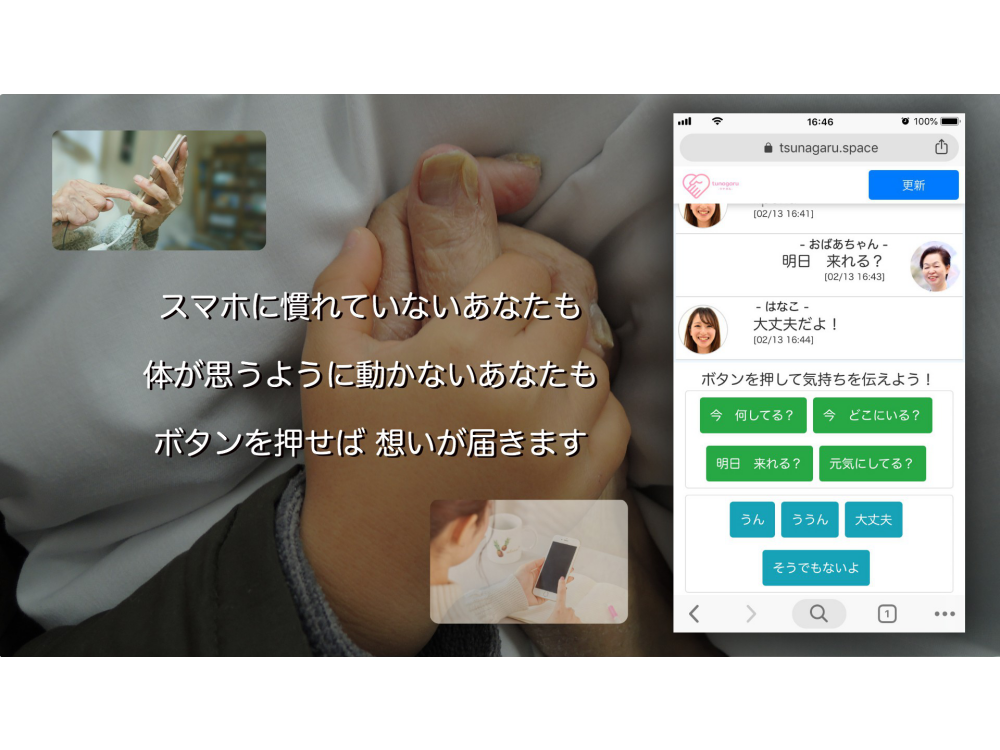 スマホに慣れていないあなたも
体が思うように動かないあなたも
ボタンを押せば 想いが届きます
16:46
100%
tsunagaru.space
tsunagaru
更新
[02/13 16:41]
- おばあちゃん -
明日　来れる？
[02/13 16:43]
- はなこ -
大丈夫だよ！
[02/13 16:44]
ボタンを押して気持ちを伝えよう！
今　何してる？
今　どこにいる？
明日　来れる？
元気にしてる？
うん
ううん
大丈夫
そうでもないよ
1